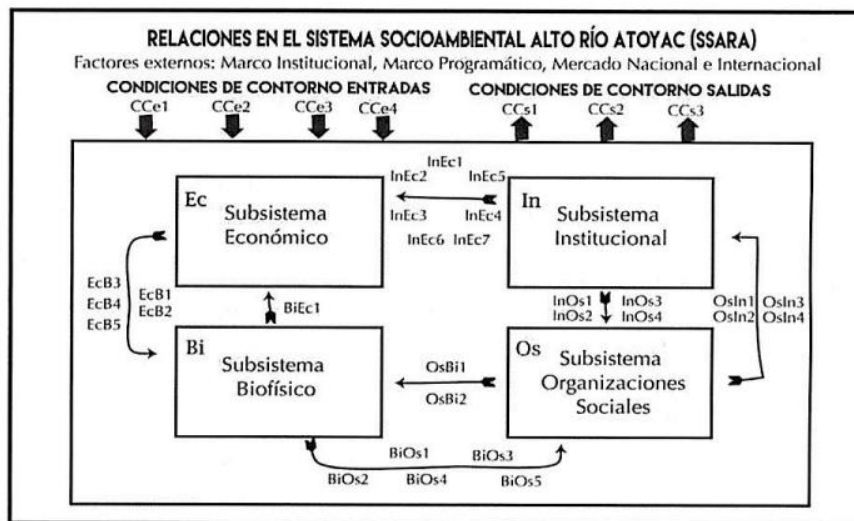 RELACIONES EN EL SISTEMA SOCIOAMBIENTAL ALTO RÍO ATOYAC (SSARA)
Factores externos: Marco Institucional, Marco Programático, Mercado Nacional e Internacional
CONDICIONES DE CONTORNO ENTRADAS
CCe1 CCe2 CCe3 CCe4
CONDICIONES DE CONTORNO SALIDAS
CCs1 CCs2 CCs3
Ec
Subsistema
Económico
InEc1
InEc2 InEc5
InEc3 InEc4
InEc6 InEc7
In
Subsistema
Institucional
EcB3
EcB4
EcB5
EcB1
EcB2
BiEc1
InOs1 InOs3
InOs2 InOs4
OsIn1 OsIn3
OsIn2 OsIn4
Bi
Subsistema
Biofísico
OsBi1
OsBi2
Os
Subsistema
Organizaciones
Sociales
BiOs1 BiOs3
BiOs2 BiOs4 BiOs5